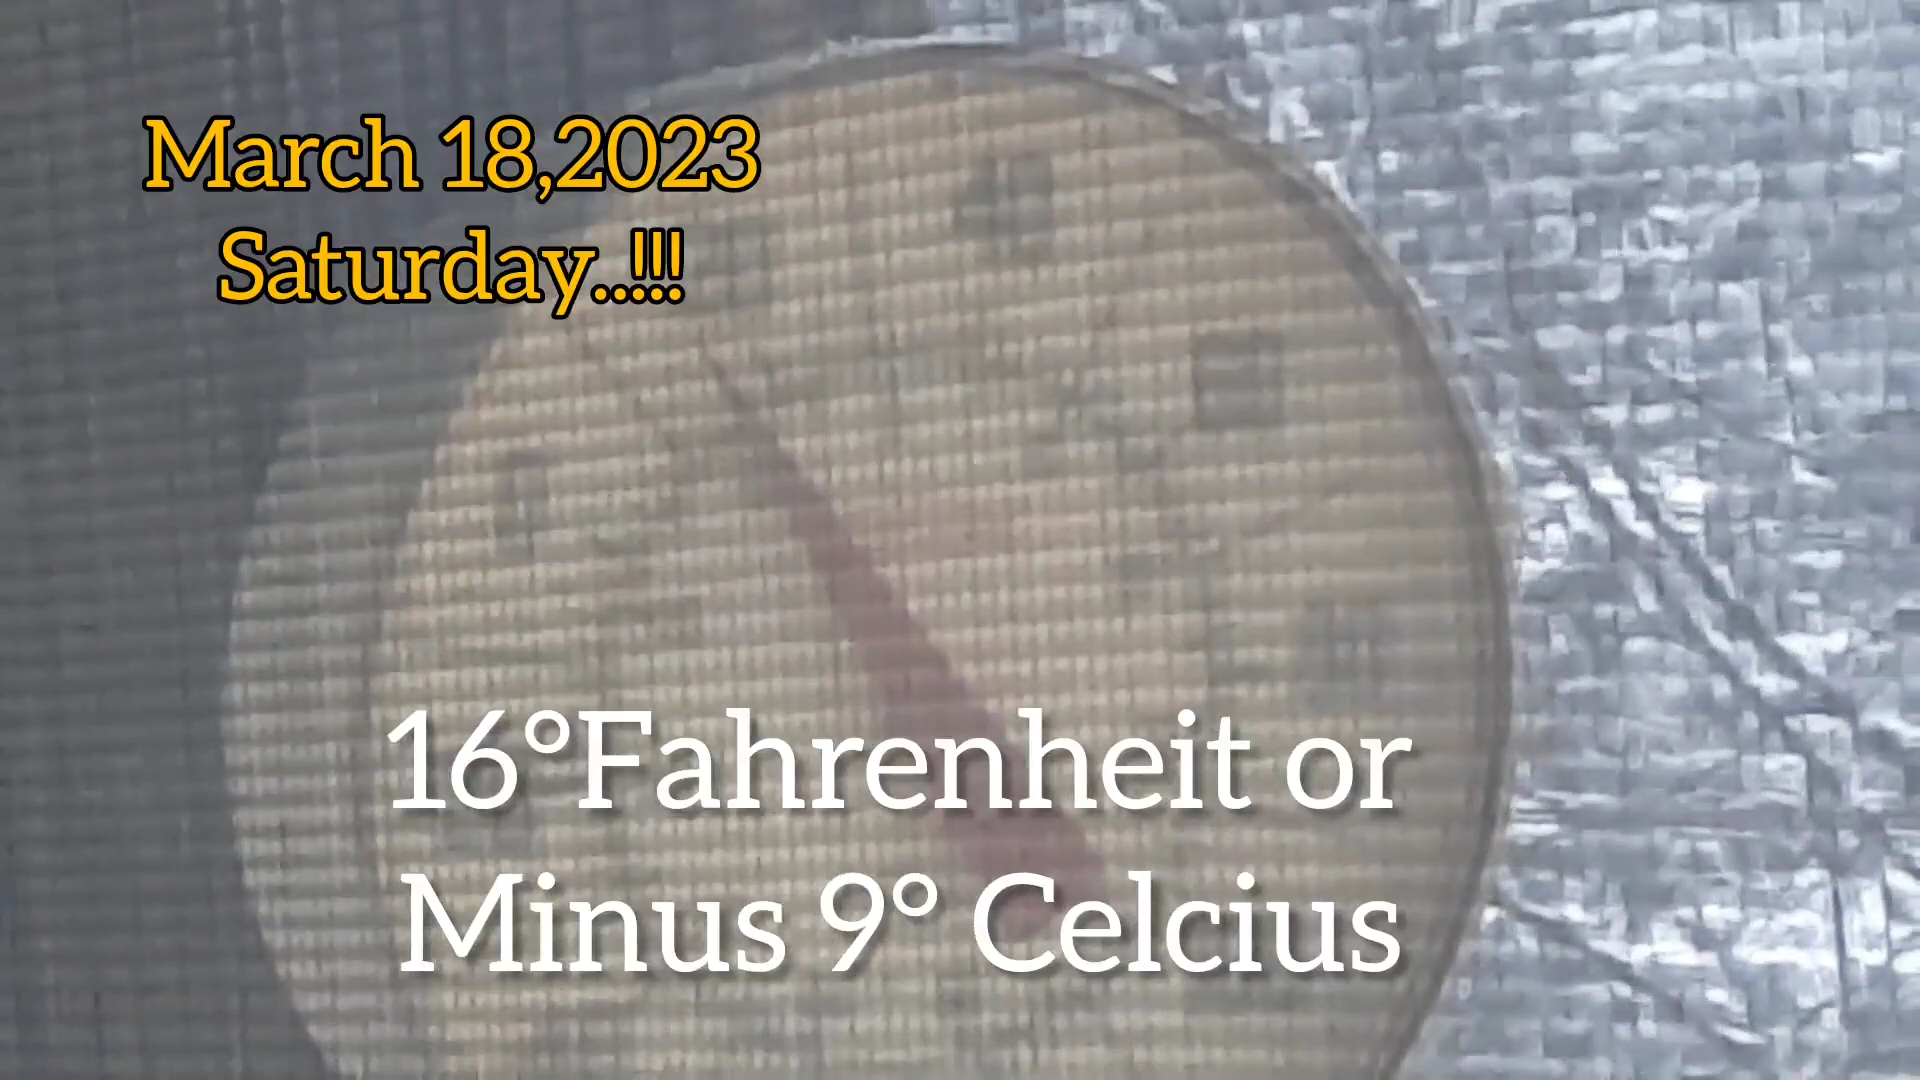 March 18,2023
Saturday..!!!
16°Fahrenheit or
Minus 9° Celcius